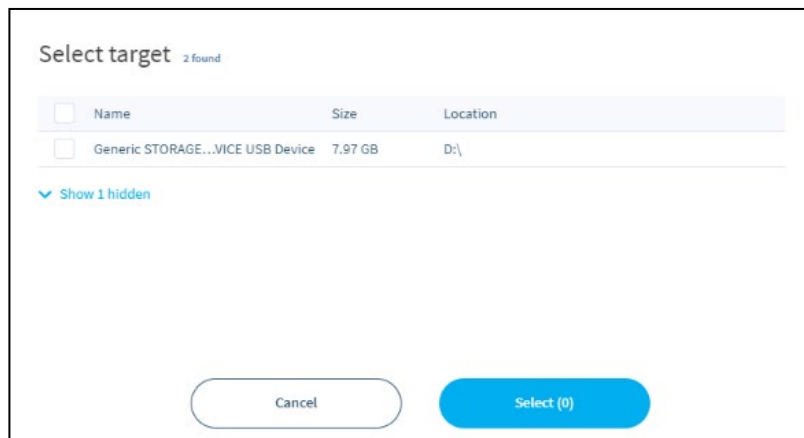 Select target 2 found
Name Size Location
Generic STORAGE...VICE USB Device 7.97 GB D:\
Show 1 hidden
Cancel Select (0)